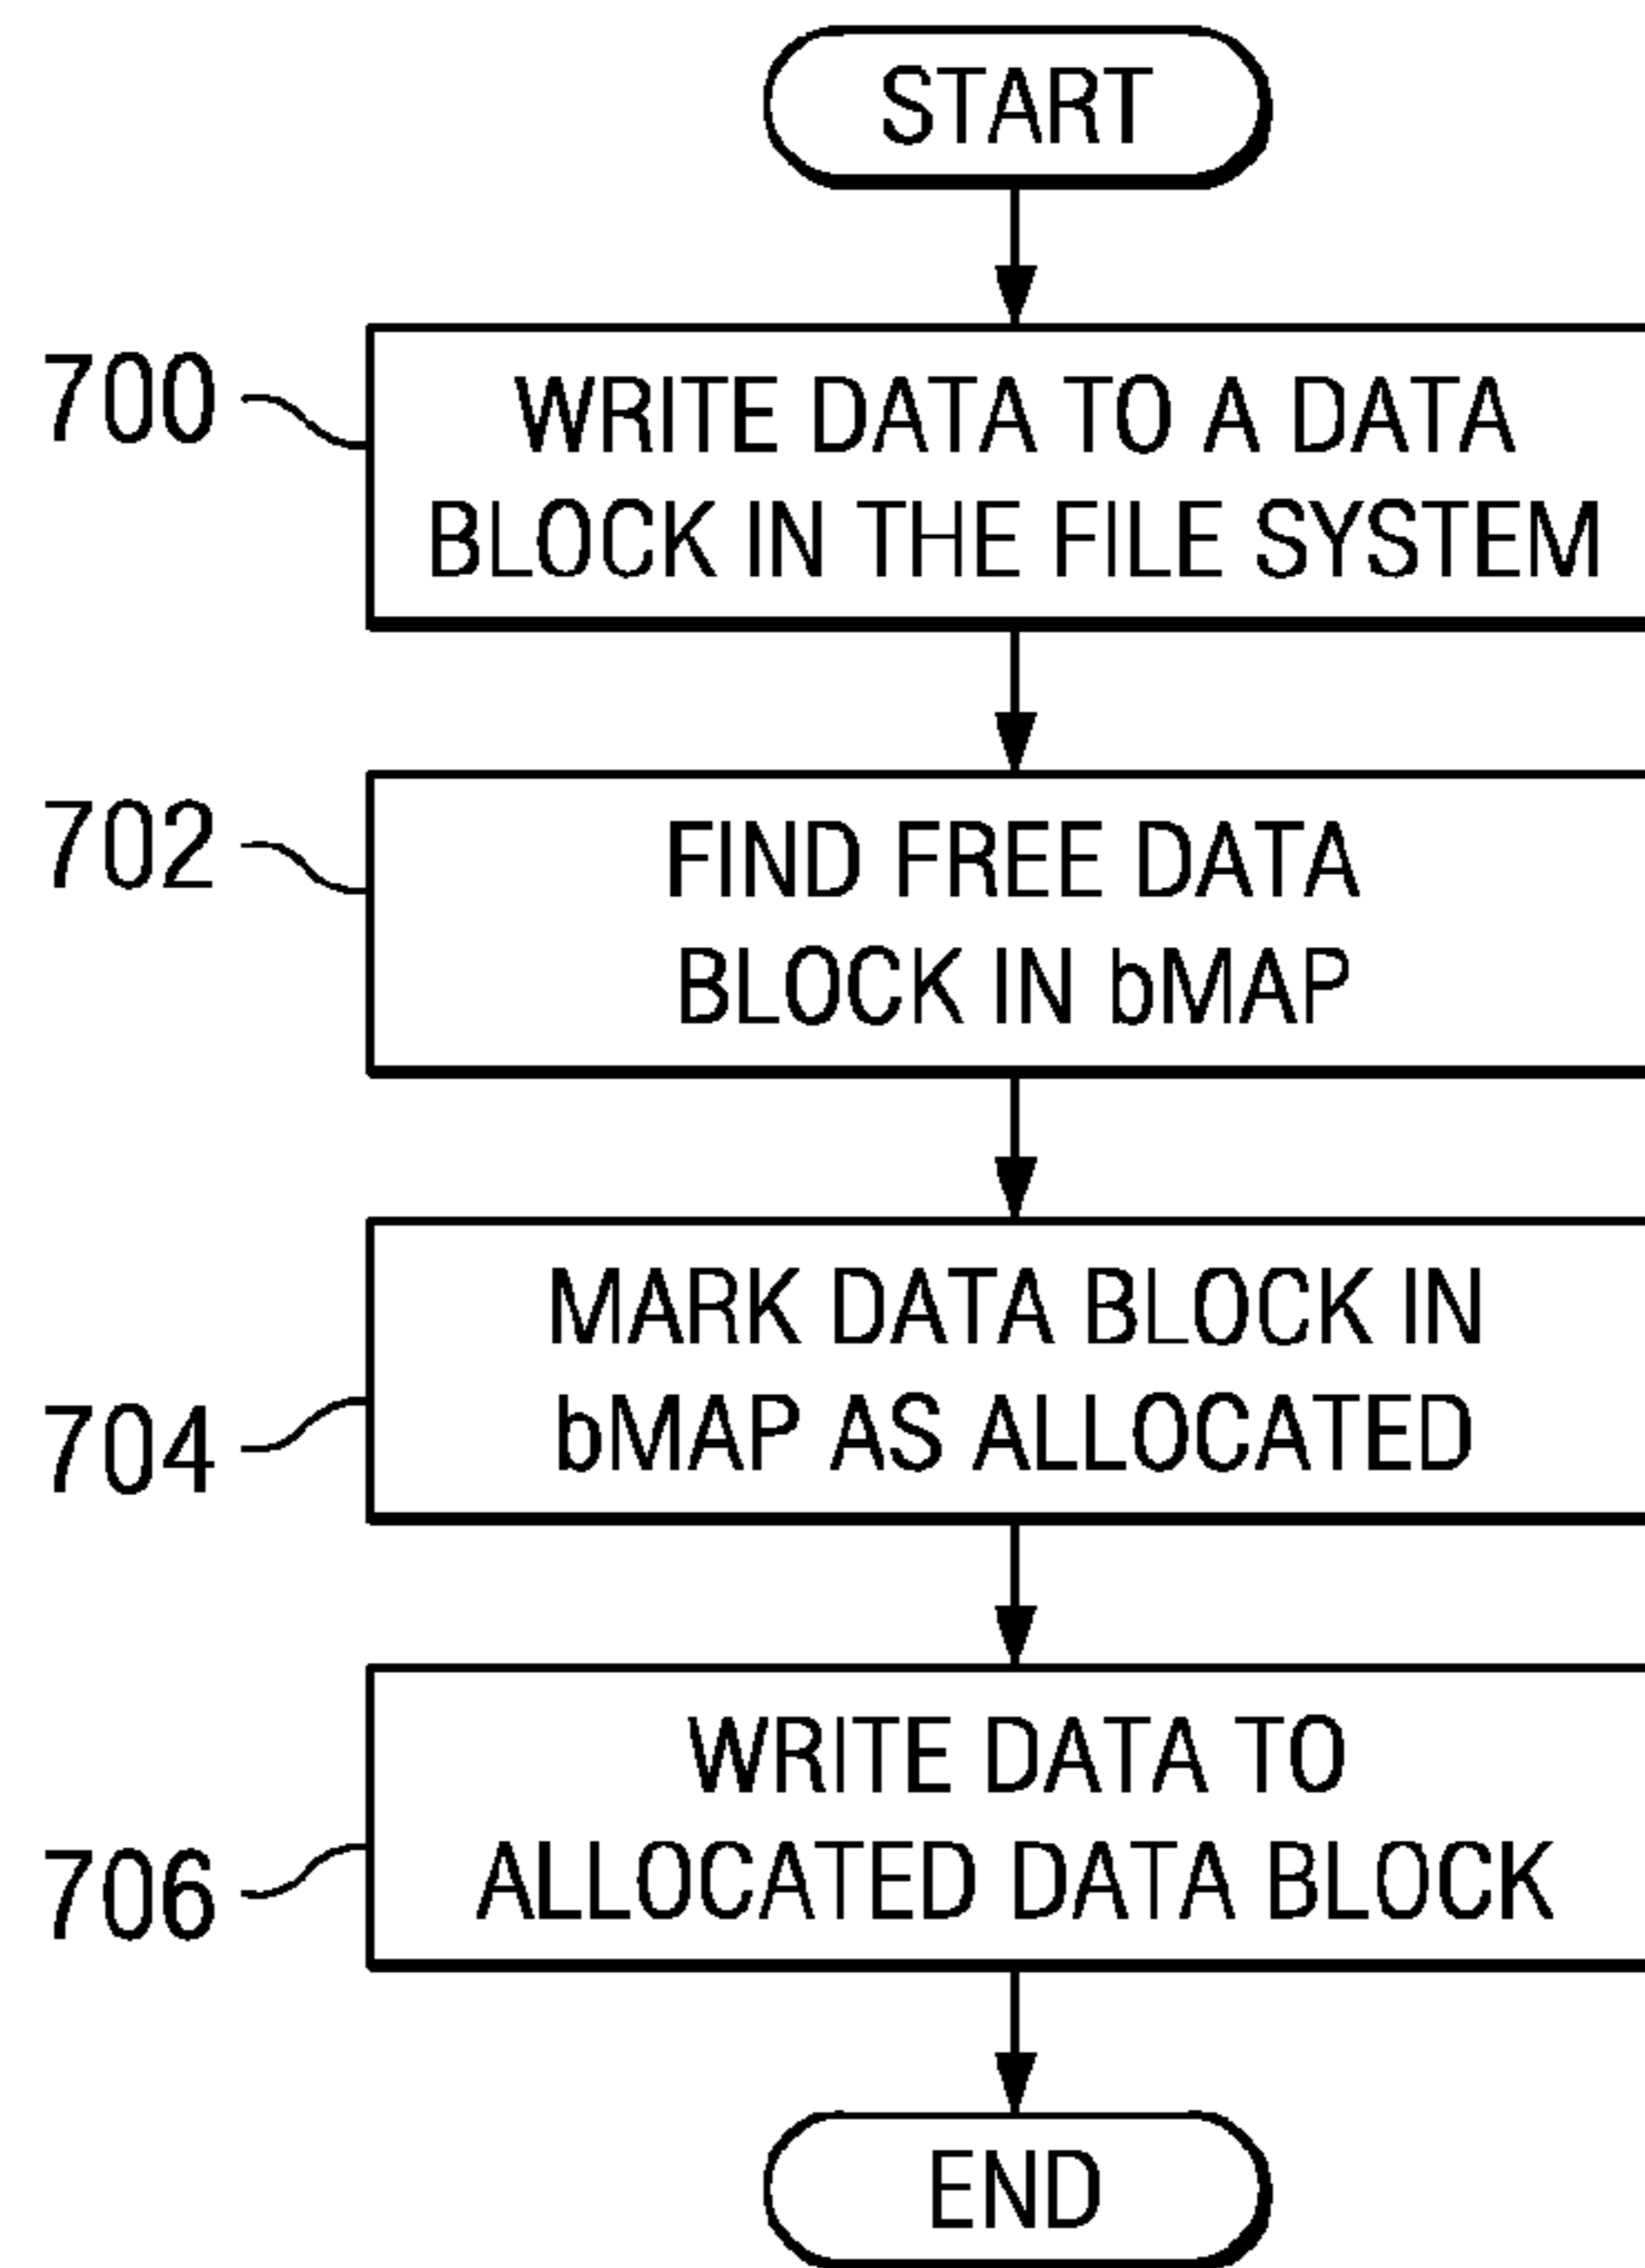 START
700
WRITE DATA TO A DATA
BLOCK IN THE FILE SYSTEM
702
FIND FREE DATA
BLOCK IN bMAP
704
MARK DATA BLOCK IN
bMAP AS ALLOCATED
706
WRITE DATA TO
ALLOCATED DATA BLOCK
END